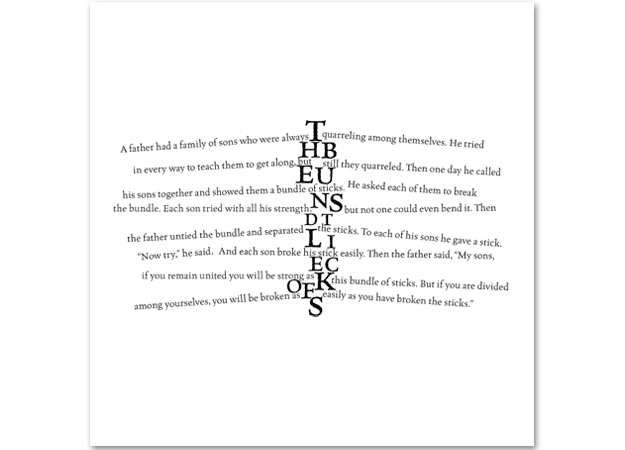 THE BUNDLE OF STICKS
A father had a family of sons who were always quarreling among themselves. He tried
in every way to teach them to get along, but still they quarreled. Then one day he called
his sons together and showed them a bundle of sticks. He asked each of them to break
the bundle. Each son tried with all his strength, but not one could even bend it. Then
the father untied the bundle and separated the sticks. To each of his sons he gave a stick.
"Now try," he said. And each son broke his stick easily. Then the father said, "My sons,
if you remain united you will be strong as this bundle of sticks. But if you are divided
among yourselves, you will be broken as easily as you have broken the sticks."